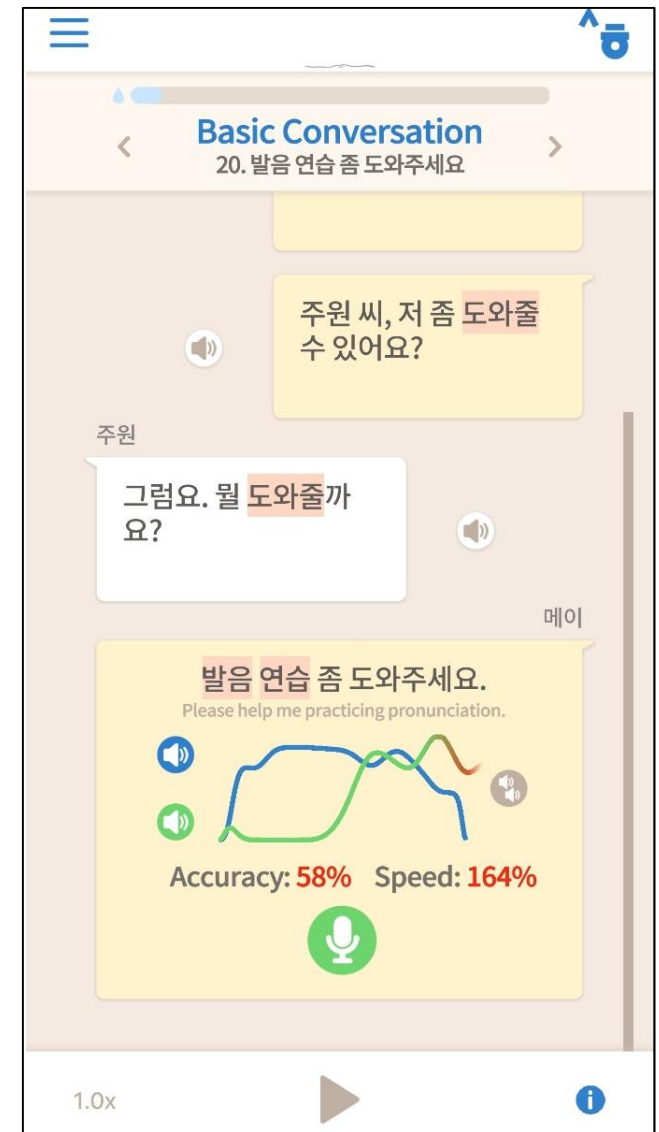 Basic Conversation
20. 발음 연습 좀 도와주세요
주원 씨, 저 좀 도와줄
수 있어요?
주원
그럼요. 뭘 도와줄까
요?
메이
발음 연습 좀 도와주세요.
Please help me practicing pronunciation.
Accuracy: 58% Speed: 164%
1.0x